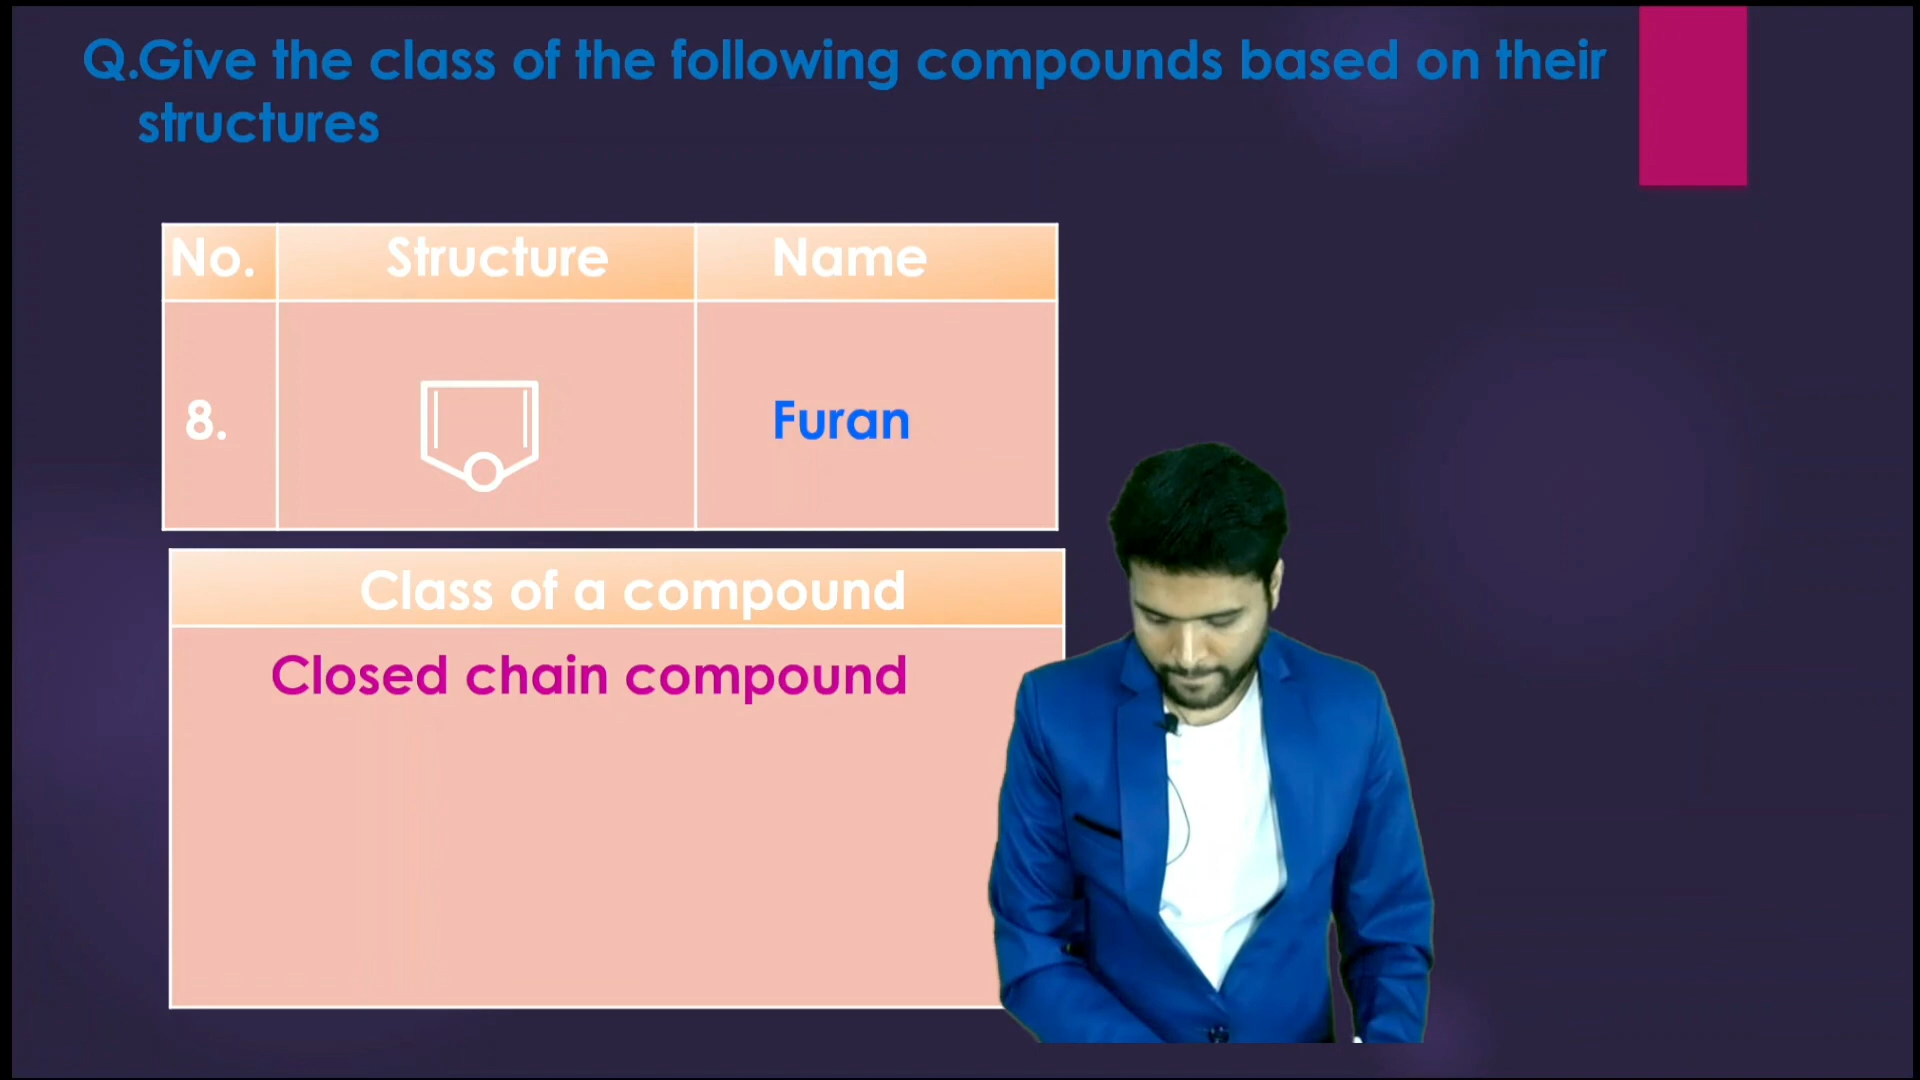 Q.Give the class of the following compounds based on their
structures
No. Structure Name
8. O Furan
Class of a compound
Closed chain compound